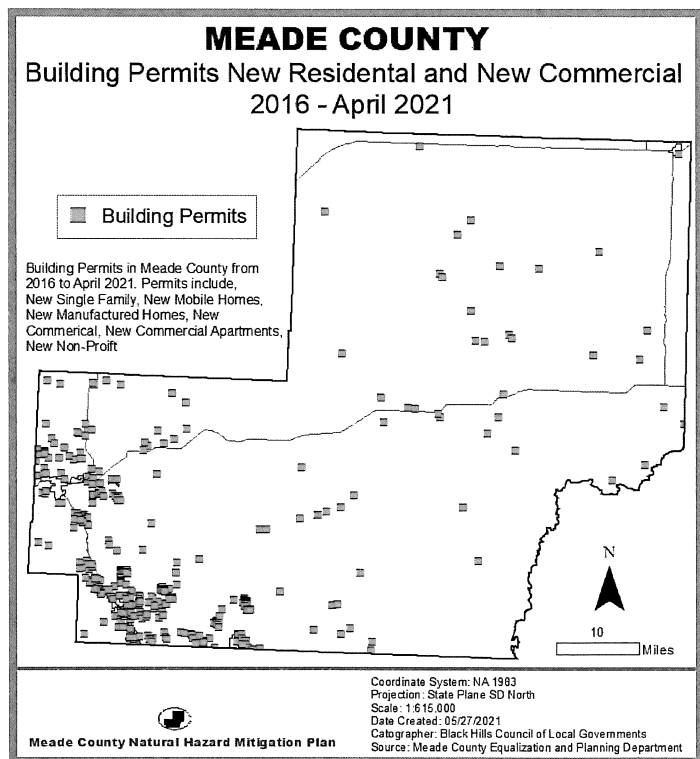 MEADE COUNTY
Building Permits New Residental and New Commercial
2016 - April 2021
Building Permits
Building Permits in Meade County from
2016 to April 2021. Permits include,
New Single Family, New Mobile Homes,
New Manufactured Homes, New
Commerical, New Commercial Apartments,
New Non-Proift
N
10
Miles
Coordinate System: NA 1983
Projection: State Plane SD North
Scale: 1:615,000
Date Created: 05/27/2021
Catographer: Black Hills Council of Local Governments
Source: Meade County Equalization and Planning Department
Meade County Natural Hazard Mitigation Plan